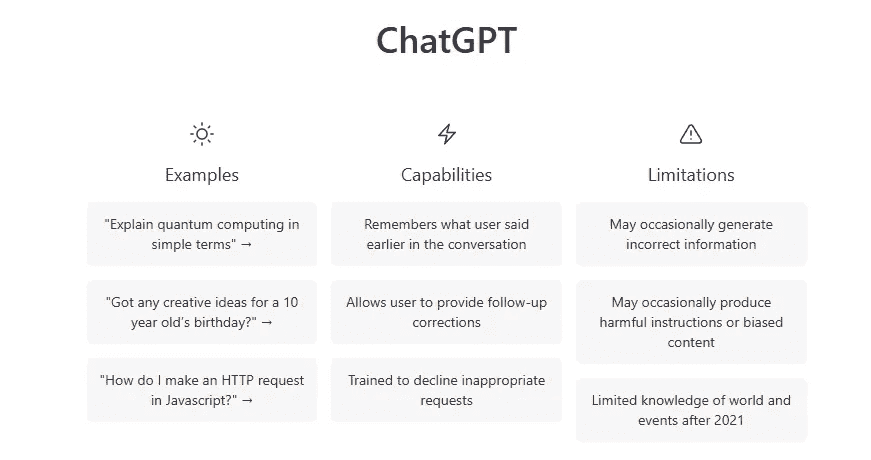 ChatGPT
Examples
"Explain quantum computing in
simple terms" →
"Got any creative ideas for a 10
year old's birthday?" →
"How do I make an HTTP request
in Javascript?" →
Capabilities
Remembers what user said
earlier in the conversation
Allows user to provide follow-up
corrections
Trained to decline inappropriate
requests
Limitations
May occasionally generate
incorrect information
May occasionally produce
harmful instructions or biased
content
Limited knowledge of world and
events after 2021